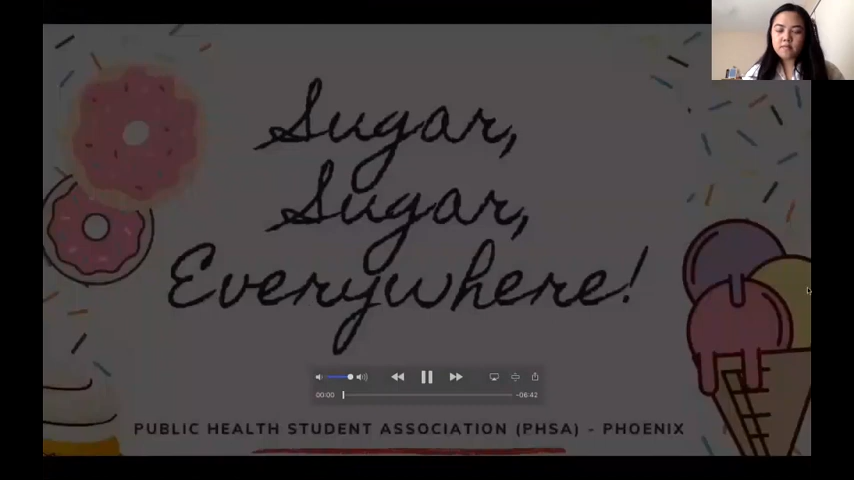 Sugar,
Sugar,
Everywhere!
00:00
-06:42
PUBLIC HEALTH STUDENT ASSOCIATION (PHSA) - PHOENIX